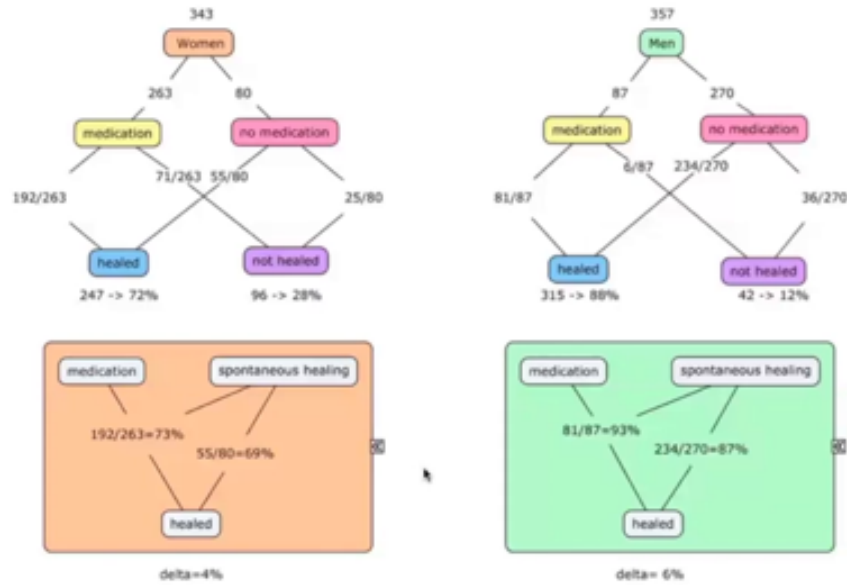 343
Women
263
80
medication
no medication
71/263
55/80
192/263
25/80
healed
not healed
247 -> 72%
96 -> 28%
357
Men
87
270
medication
no medication
6/87
234/270
81/87
36/270
healed
not healed
315 -> 88%
42 -> 12%
medication
spontaneous healing
192/263=73%
55/80=69%
healed
delta=4%
medication
spontaneous healing
81/87=93%
234/270=87%
healed
delta= 6%